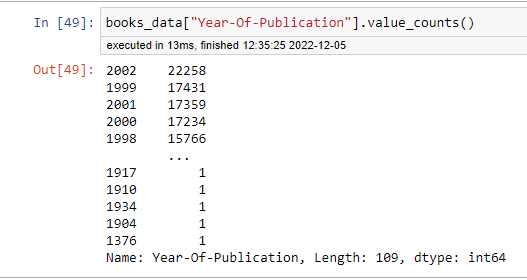 In [49]: books_data["Year-Of-Publication"].value_counts()
executed in 13ms, finished 12:35:25 2022-12-05
Out[49]: 2002    22258
1999    17431
2001    17359
2000    17234
1998    15766
...
1917    1
1910    1
1934    1
1904    1
1376    1
Name: Year-Of-Publication, Length: 109, dtype: int64